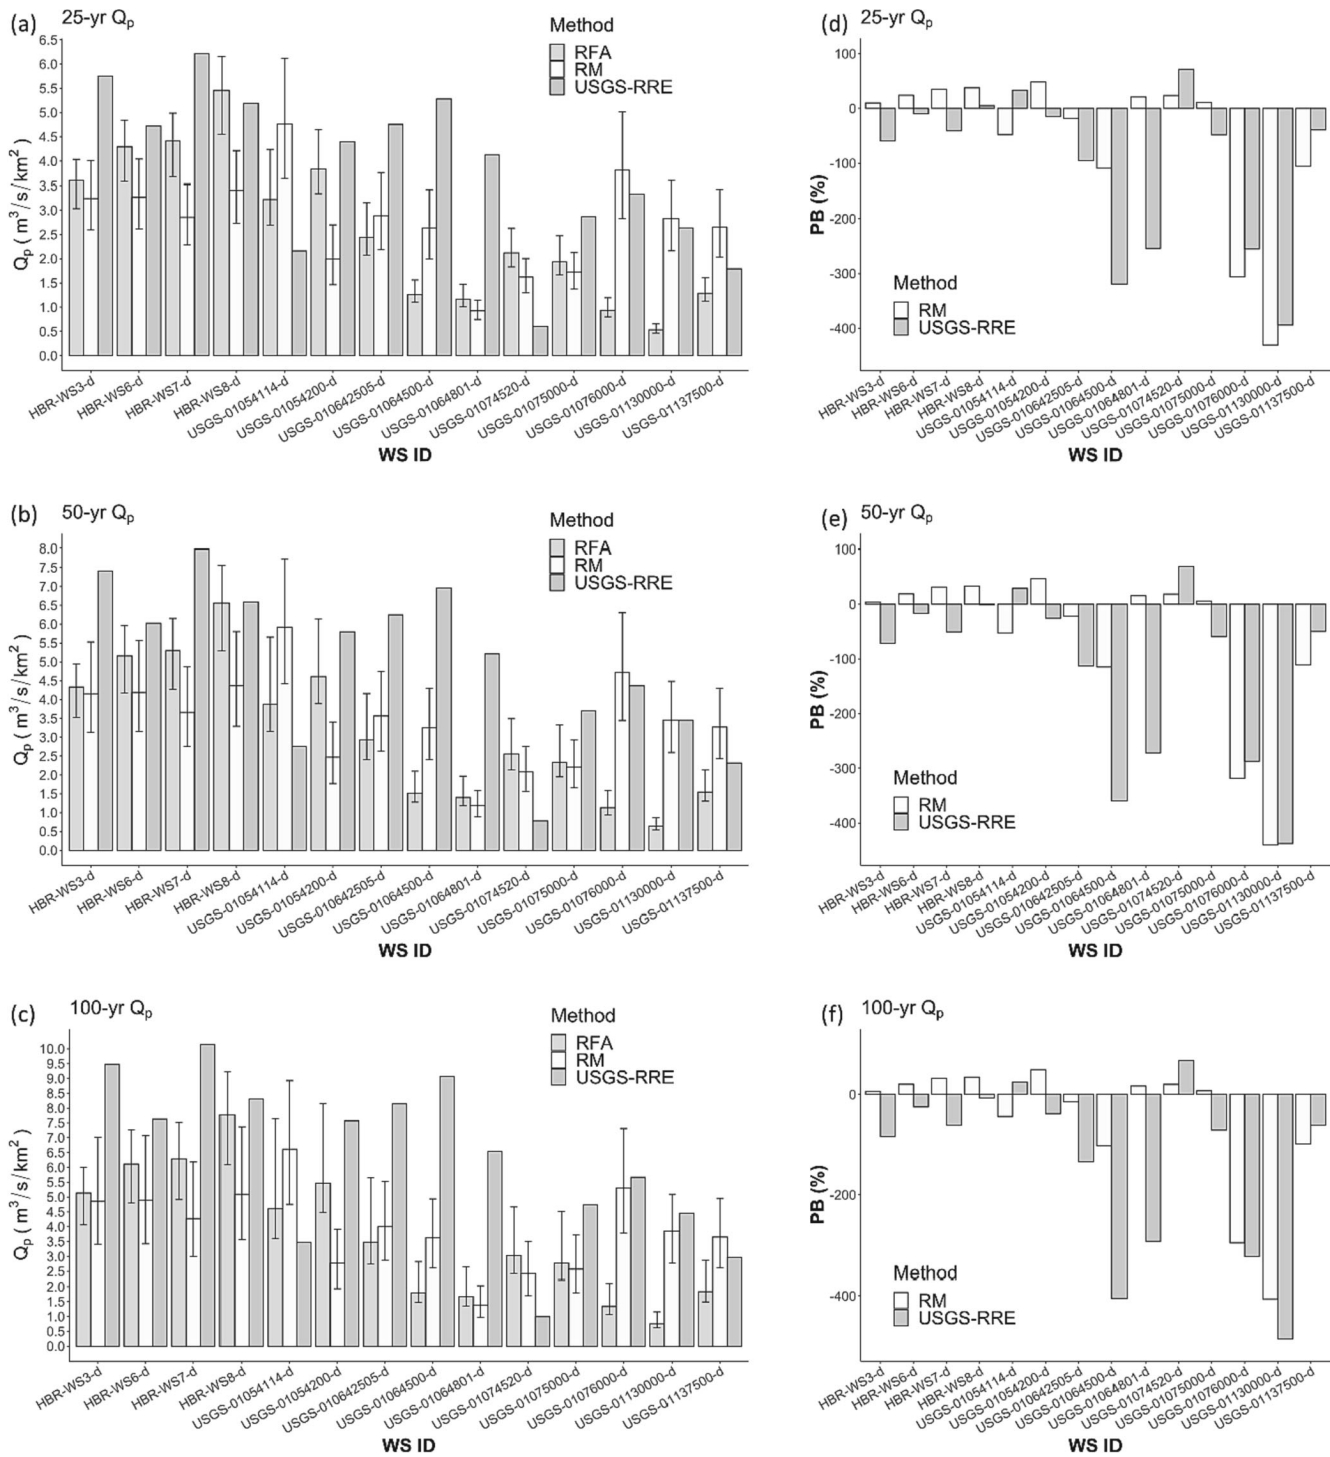 (a) 25-yr Qp
Method
RFA
RM
USGS-RRE
6.5
6.0
5.5
5.0
4.5
4.0
3.5
3.0
2.5
2.0
1.5
1.0
0.5
0.0
Qp ( m³/s/km²)
HBR-WS3-d
HBR-WS6-d
HBR-WS7-d
HBR-WS8-d
USGS-01054114-d
USGS-01054200-d
USGS-010642505-d
USGS-01064500-d
USGS-01064801-d
USGS-01074520-d
USGS-01075000-d
USGS-01076000-d
USGS-01130000-d
USGS-01137500-d
WS ID
(d) 25-yr Qp
100
0
-100
-200
-300
-400
PB (%)
Method
RM
USGS-RRE
HBR-WS3-d
HBR-WS6-d
HBR-WS7-d
HBR-WS8-d
USGS-01054114-d
USGS-01054200-d
USGS-010642505-d
USGS-01064500-d
USGS-01064801-d
USGS-01074520-d
USGS-01075000-d
USGS-01076000-d
USGS-01130000-d
USGS-01137500-d
WS ID
(b) 50-yr Qp
Method
RFA
RM
USGS-RRE
8.0
7.5
7.0
6.5
6.0
5.5
5.0
4.5
4.0
3.5
3.0
2.5
2.0
1.5
1.0
0.5
0.0
Qp ( m³/s/km²)
HBR-WS3-d
HBR-WS6-d
HBR-WS7-d
HBR-WS8-d
USGS-01054114-d
USGS-01054200-d
USGS-010642505-d
USGS-01064500-d
USGS-01064801-d
USGS-01074520-d
USGS-01075000-d
USGS-01076000-d
USGS-01130000-d
USGS-01137500-d
WS ID
(e) 50-yr Qp
100
0
-100
-200
-300
-400
PB (%)
Method
RM
USGS-RRE
HBR-WS3-d
HBR-WS6-d
HBR-WS7-d
HBR-WS8-d
USGS-01054114-d
USGS-01054200-d
USGS-010642505-d
USGS-01064500-d
USGS-01064801-d
USGS-01074520-d
USGS-01075000-d
USGS-01076000-d
USGS-01130000-d
USGS-01137500-d
WS ID
(c) 100-yr Qp
Method
RFA
RM
USGS-RRE
10.0
9.5
9.0
8.5
8.0
7.5
7.0
6.5
6.0
5.5
5.0
4.5
4.0
3.5
3.0
2.5
2.0
1.5
1.0
0.5
0.0
Qp ( m³/s/km²)
HBR-WS3-d
HBR-WS6-d
HBR-WS7-d
HBR-WS8-d
USGS-01054114-d
USGS-01054200-d
USGS-010642505-d
USGS-01064500-d
USGS-01064801-d
USGS-01074520-d
USGS-01075000-d
USGS-01076000-d
USGS-01130000-d
USGS-01137500-d
WS ID
(f) 100-yr Qp
0
-200
-400
PB (%)
Method
RM
USGS-RRE
HBR-WS3-d
HBR-WS6-d
HBR-WS7-d
HBR-WS8-d
USGS-01054114-d
USGS-01054200-d
USGS-010642505-d
USGS-01064500-d
USGS-01064801-d
USGS-01074520-d
USGS-01075000-d
USGS-01076000-d
USGS-01130000-d
USGS-01137500-d
WS ID